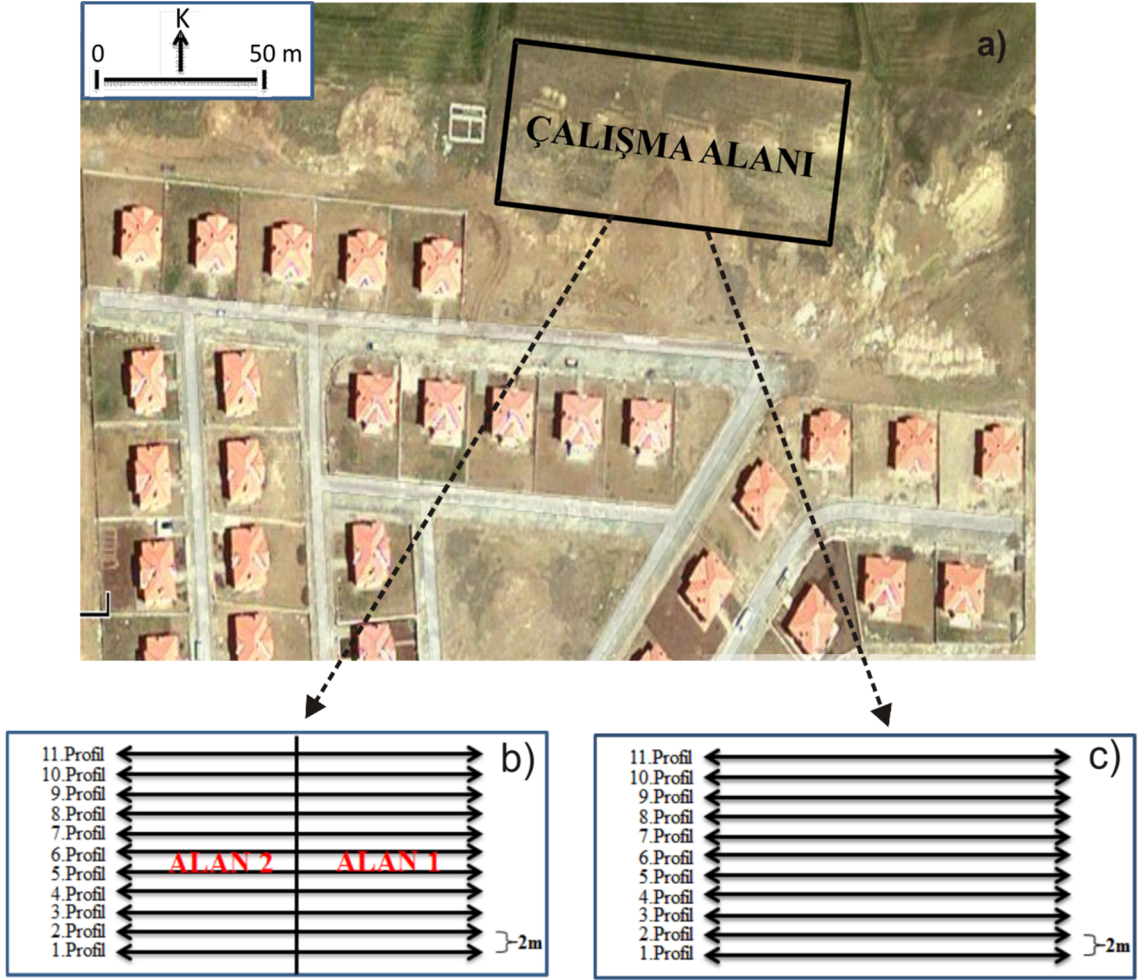 K
0 50 m
a)
ÇALIŞMA ALANI
b)
11.Profil
10.Profil
9.Profil
8.Profil
7.Profil
6.Profil
ALAN 2 ALAN 1
5.Profil
4.Profil
3.Profil
2.Profil
1.Profil
2m
c)
11.Profil
10.Profil
9.Profil
8.Profil
7.Profil
6.Profil
5.Profil
4.Profil
3.Profil
2.Profil
1.Profil
2m